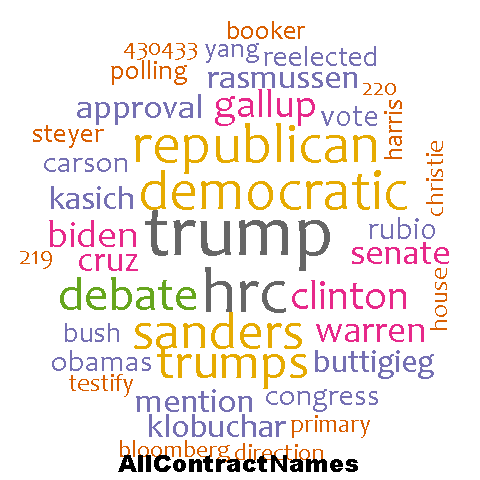 booker
430433 yang reelected
polling rasmussen 220
approval gallup vote
steyer republican harris
carson democratic christie
kasich trump rubio
biden senate
219 cruz hrc clinton house
debate
bush sanders warren
obamas trumps buttigieg
testify mention congress
klobuchar primary
bloomberg direction
AllContractNames